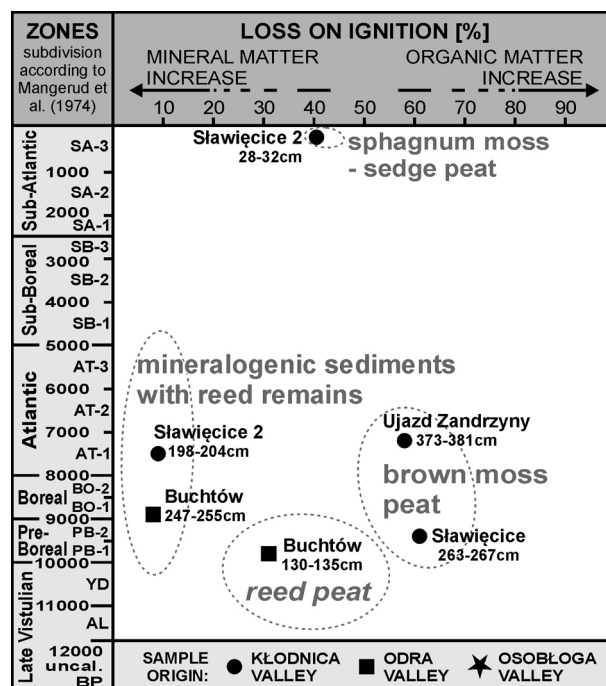 ZONES
subdivision
according to
Mangerud et
al. (1974)
LOSS ON IGNITION [%]
MINERAL MATTER
INCREASE
ORGANIC MATTER
INCREASE
10 20 30 40 50 60 70 80 90
Sub-Atlantic
SA-3
1000
SA-2
2000
SA-1
Sub-Boreal
SB-3
3000
SB-2
4000
SB-1
5000
Atlantic
AT-3
6000
AT-2
7000
AT-1
8000
Boreal
BO-2
BO-1
9000
Pre-
Boreal
PB-2
PB-1
10000
Late Vistulian
YD
11000
AL
12000
uncal.
BP
Sławięcice 2
28-32cm
sphagnum moss
- sedge peat
mineralogenic sediments
with reed remains
Sławięcice 2
198-204cm
Buchtów
247-255cm
Ujazd Zandrzyny
373-381cm
brown moss
peat
Sławięcice
263-267cm
Buchtów
130-135cm
reed peat
SAMPLE
ORIGIN:
KŁODNICA
VALLEY
ODRA
VALLEY
OSOBŁOGA
VALLEY